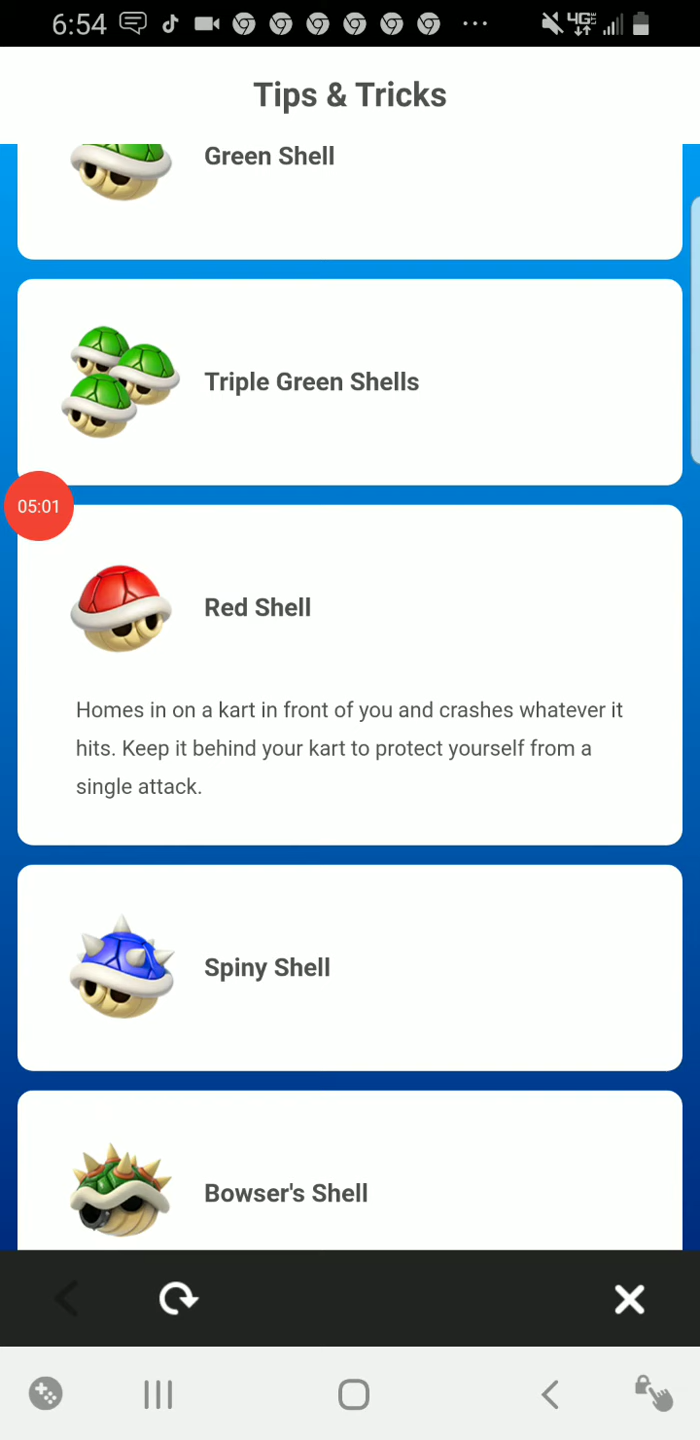 6:54
4G LTE
Tips & Tricks
Green Shell
Triple Green Shells
05:01
Red Shell
Homes in on a kart in front of you and crashes whatever it
hits. Keep it behind your kart to protect yourself from a
single attack.
Spiny Shell
Bowser's Shell